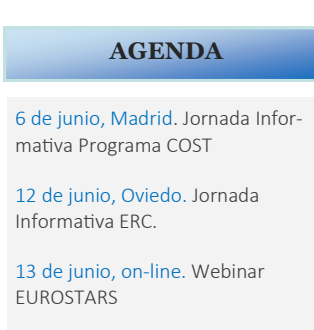 AGENDA
6 de junio, Madrid. Jornada Infor-
mativa Programa COST
12 de junio, Oviedo. Jornada
Informativa ERC.
13 de junio, on-line. Webinar
EUROSTARS